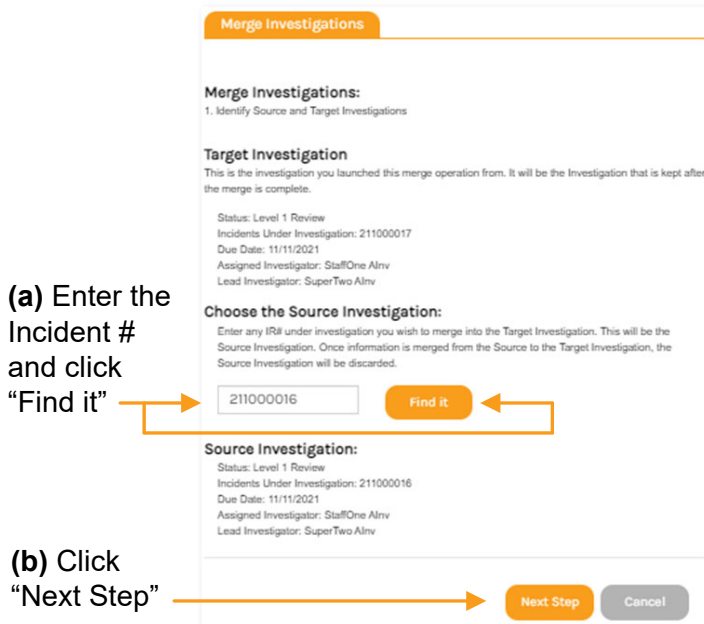 Merge Investigations
Merge Investigations:
1. Identify Source and Target Investigations
Target Investigation
This is the investigation you launched this merge operation from. It will be the Investigation that is kept after
the merge is complete.
Status: Level 1 Review
Incidents Under Investigation: 211000017
Due Date: 11/11/2021
Assigned Investigator: StaffOne AInv
Lead Investigator: SuperTwo AInv
(a) Enter the
Incident #
and click
“Find it”
Choose the Source Investigation:
Enter any IR# under investigation you wish to merge into the Target Investigation. This will be the
Source Investigation. Once information is merged from the Source to the Target Investigation, the
Source Investigation will be discarded.
211000016
Find it
Source Investigation:
Status: Level 1 Review
Incidents Under Investigation: 211000016
Due Date: 11/11/2021
Assigned Investigator: StaffOne AInv
Lead Investigator: SuperTwo AInv
(b) Click
“Next Step”
Next Step
Cancel